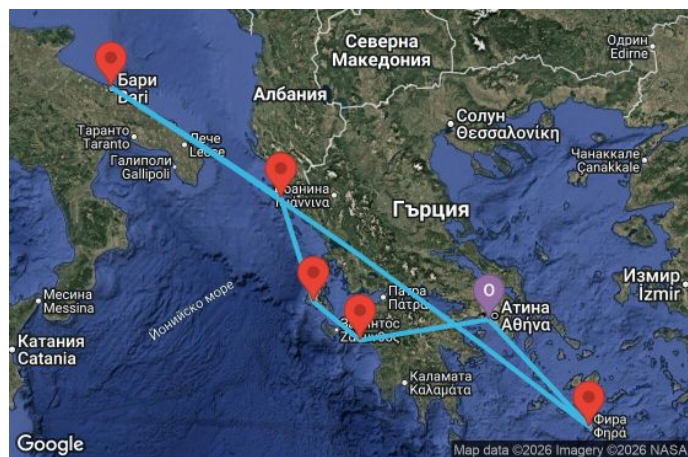 Северна
Македония
Одрин
Edirne
Бари
Bari
Албания
Солун
Θεσσαλονίκη
Таранто
Taranto
Лече
Lecce
Галиполи
Gallipoli
Чанаккале
Çanakkale
Ιωάννινα
Гърция
Измир
İzmir
Месина
Messina
Йонийско море
Патра
Πάτρα
O
Атина
Αθήνα
Катания
Catania
Каламата
Καλαμάτα
Фира
Φηρά
Google
Map data ©2026 Imagery ©2026 NASA